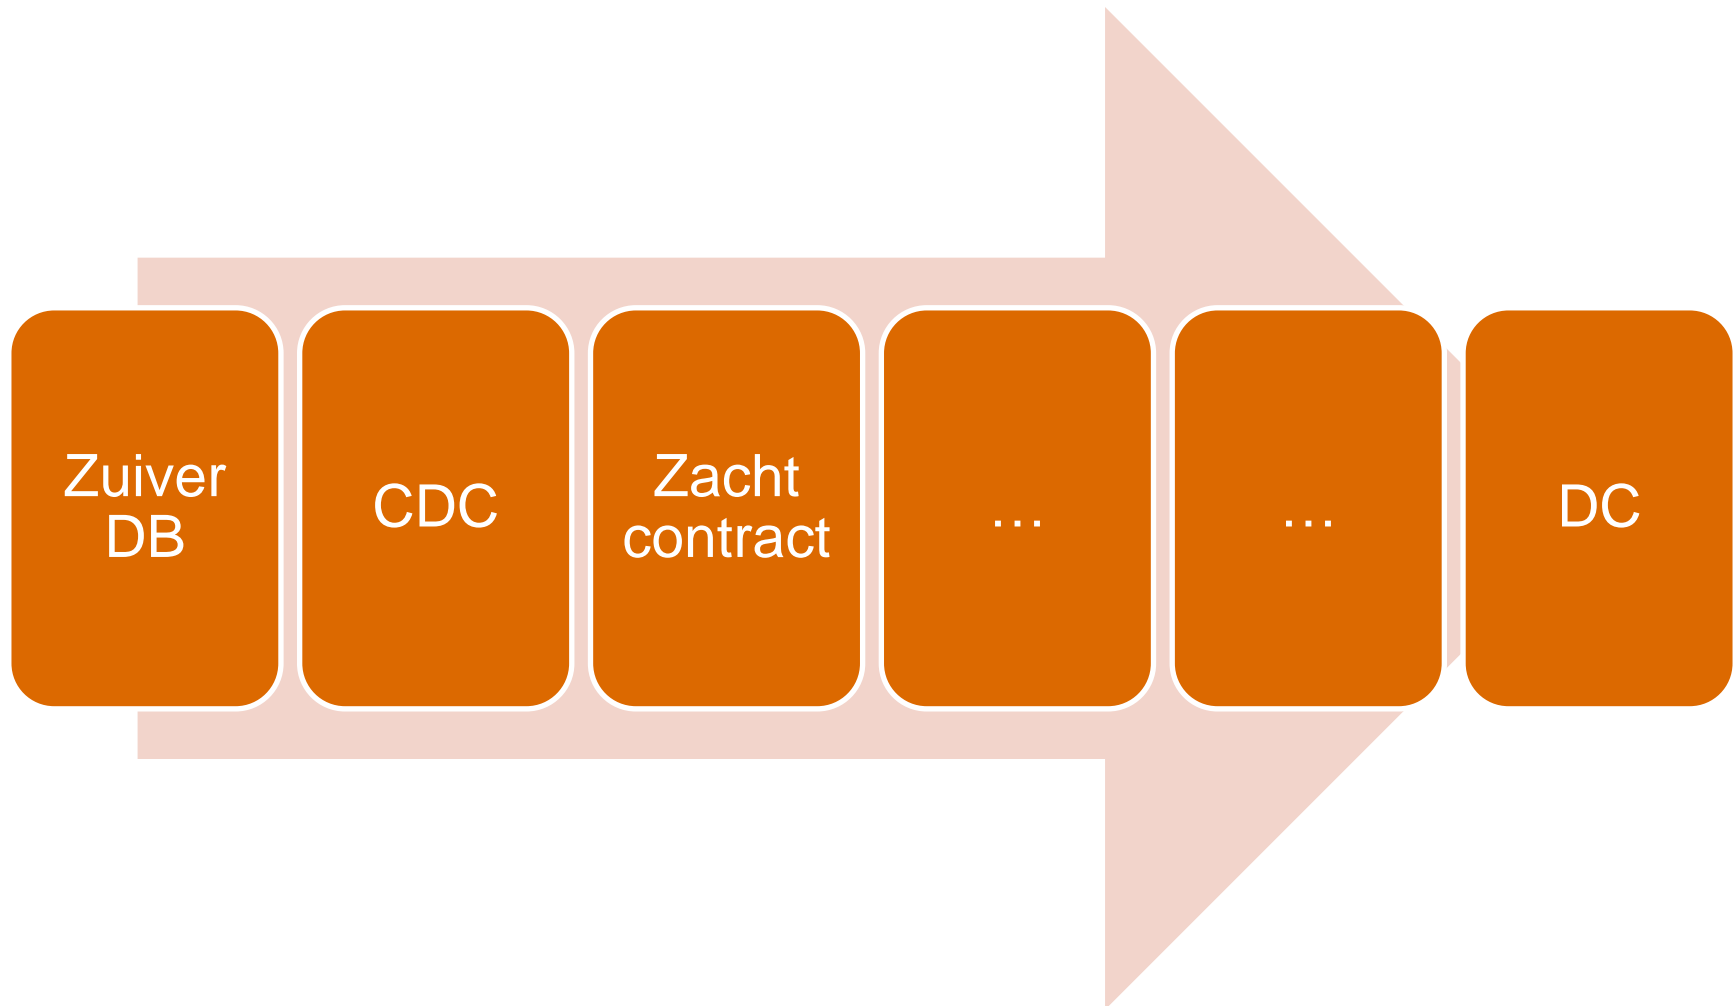 Zuiver
DB
CDC
Zacht
contract
…
…
DC